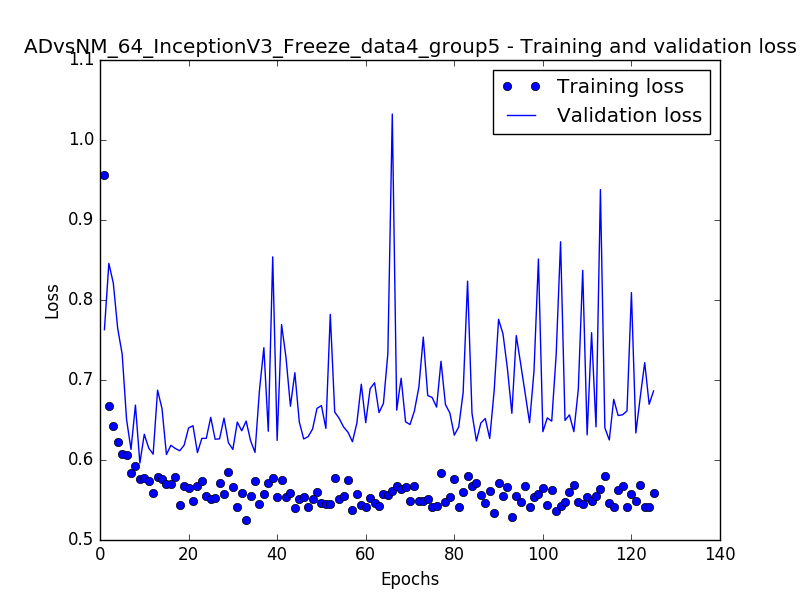 ADvsNM_64_InceptionV3_Freeze_data4_group5 - Training and validation loss
1.1
1.0
0.9
0.8
0.7
0.6
0.5
Loss
Training loss
Validation loss
0 20 40 60 80 100 120 140
Epochs